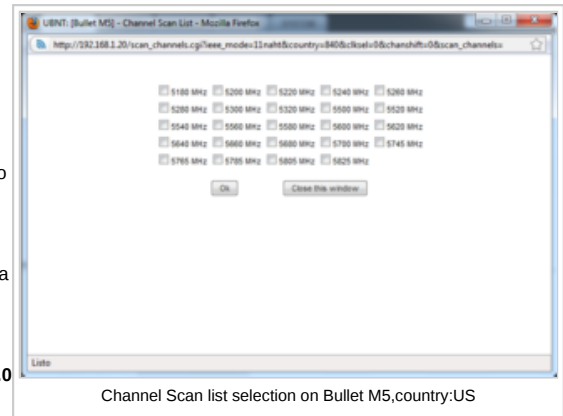 UBNT: [Bullet M5] - Channel Scan List - Mozilla Firefox
http://192.168.1.20/scan_channels.cgi?ieee_mode=11naht&country=840&clksel=0&chanshift=0&scan_channels=
5180 MHz 5200 MHz 5220 MHz 5240 MHz 5260 MHz
5280 MHz 5300 MHz 5320 MHz 5500 MHz 5520 MHz
5540 MHz 5560 MHz 5580 MHz 5600 MHz 5620 MHz
5640 MHz 5660 MHz 5680 MHz 5700 MHz 5745 MHz
5765 MHz 5785 MHz 5805 MHz 5825 MHz
Ok Close this window
o
a
Listo
.0
Channel Scan list selection on Bullet M5,country:US